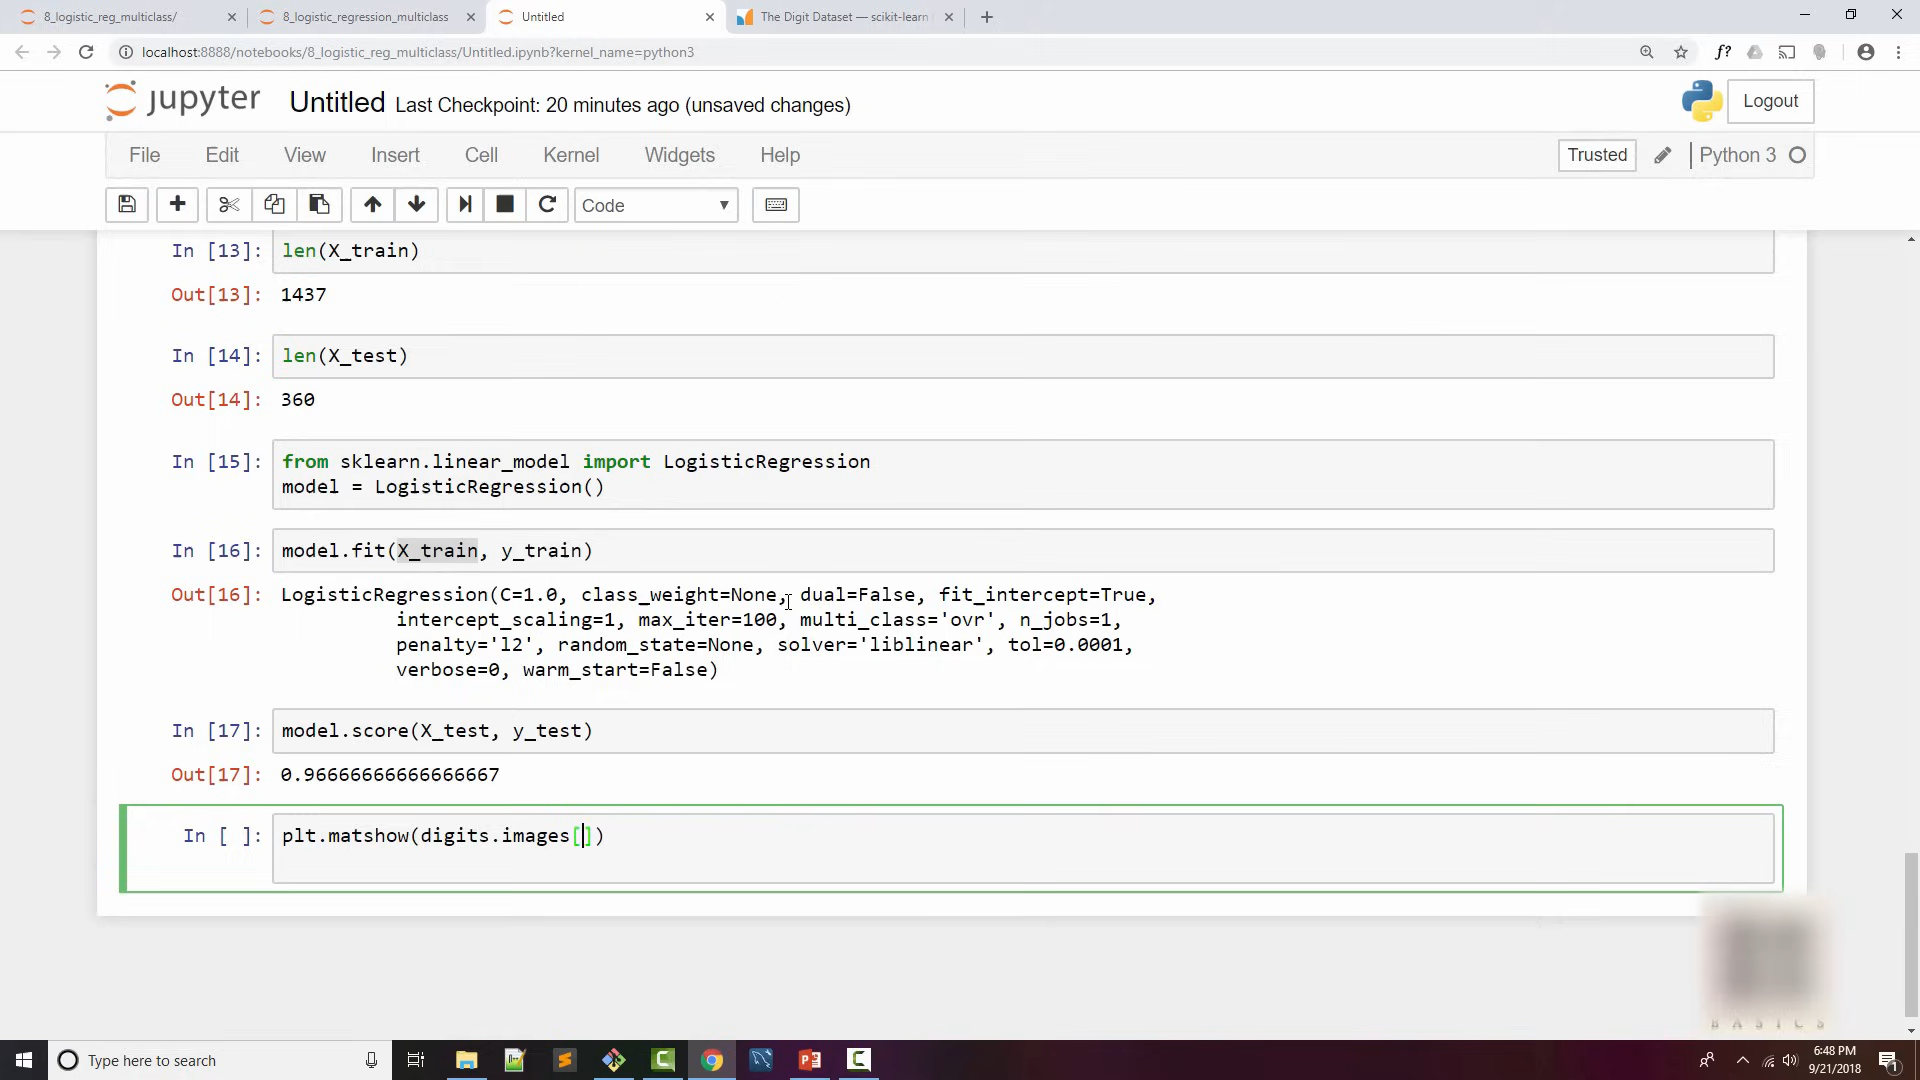 8_logistic_reg_multiclass/
8_logistic_regression_multiclass
Untitled
The Digit Dataset — scikit-learn
localhost:8888/notebooks/8_logistic_reg_multiclass/Untitled.ipynb?kernel_name=python3
f?
jupyter Untitled Last Checkpoint: 20 minutes ago (unsaved changes)
Logout
File Edit View Insert Cell Kernel Widgets Help
Trusted
Python 3
Code
In [13]: len(X_train)
Out[13]: 1437
In [14]: len(X_test)
Out[14]: 360
In [15]: from sklearn.linear_model import LogisticRegression
model = LogisticRegression()
In [16]: model.fit(X_train, y_train)
Out[16]: LogisticRegression(C=1.0, class_weight=None, dual=False, fit_intercept=True,
intercept_scaling=1, max_iter=100, multi_class='ovr', n_jobs=1,
penalty='l2', random_state=None, solver='liblinear', tol=0.0001,
verbose=0, warm_start=False)
In [17]: model.score(X_test, y_test)
Out[17]: 0.96666666666666667
In [ ]: plt.matshow(digits.images[])
BASICS
Type here to search
6:48 PM
9/21/2018
1